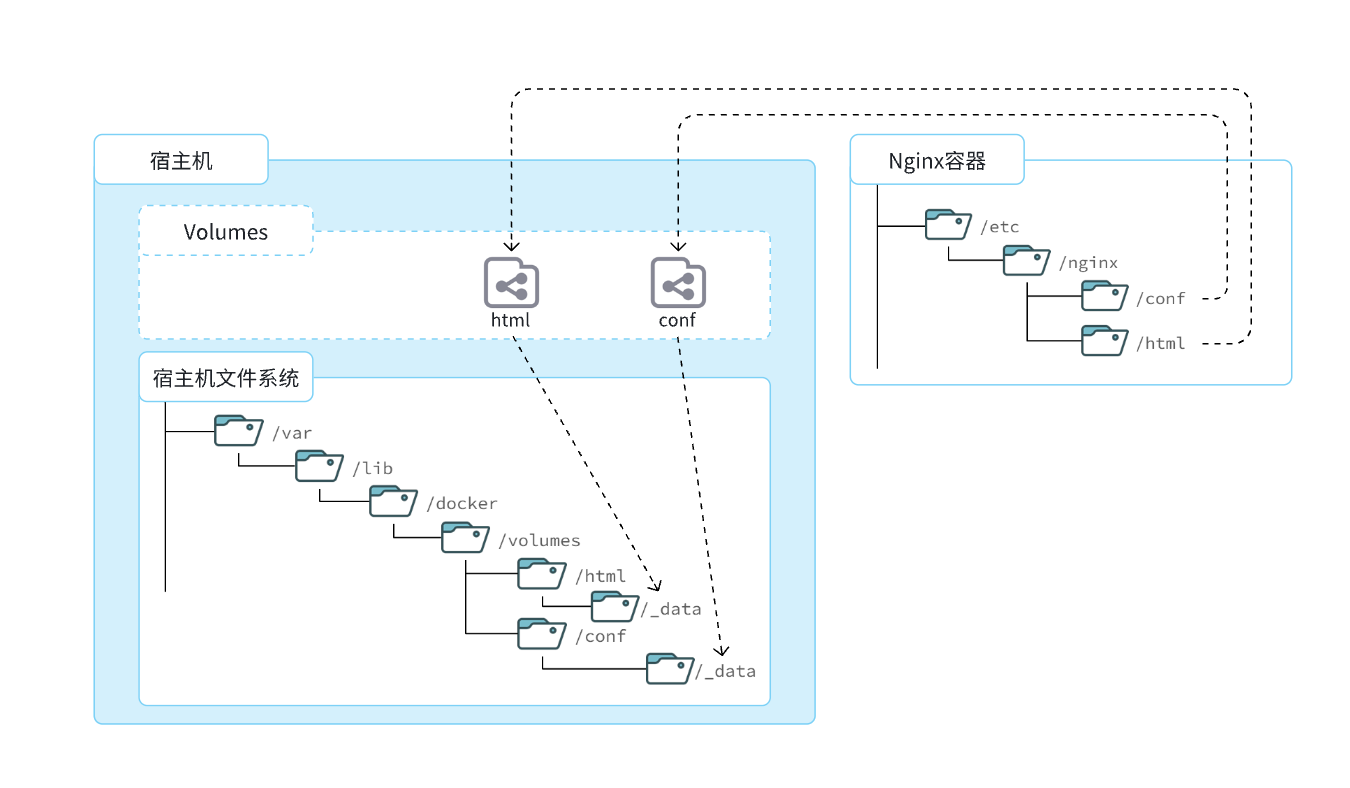 宿主机
Volumes
html
conf
宿主机文件系统
/var
/lib
/docker
/volumes
/html
/_data
/conf
/_data
Nginx容器
/etc
/nginx
/conf
/html